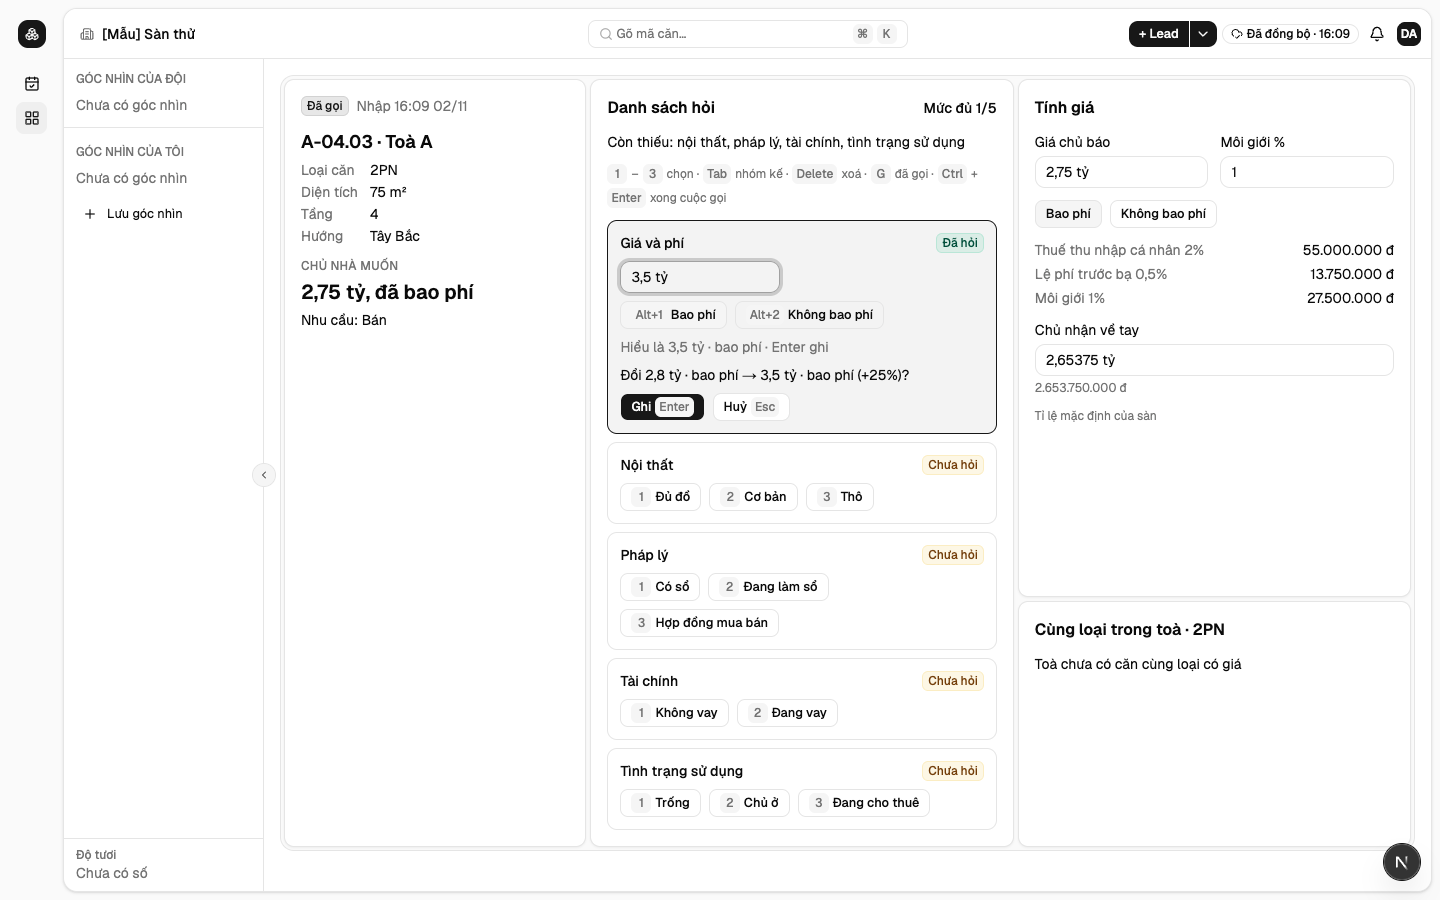 [Mẫu] Sàn thử
Gõ mã căn...
⌘ K
+ Lead
Đã đồng bộ · 16:09
DA
GÓC NHÌN CỦA ĐỘI
Chưa có góc nhìn
GÓC NHÌN CỦA TÔI
Chưa có góc nhìn
+ Lưu góc nhìn
Độ tươi
Chưa có số
Đã gọi Nhập 16:09 02/11
A-04.03 · Toà A
Loại căn 2PN
Diện tích 75 m²
Tầng 4
Hướng Tây Bắc
CHỦ NHÀ MUỐN
2,75 tỷ, đã bao phí
Nhu cầu: Bán
Danh sách hỏi Mức đủ 1/5
Còn thiếu: nội thất, pháp lý, tài chính, tình trạng sử dụng
1 – 3 chọn · Tab nhóm kế · Delete xoá · G đã gọi · Ctrl +
Enter xong cuộc gọi
Giá và phí Đã hỏi
3,5 tỷ
Alt+1 Bao phí Alt+2 Không bao phí
Hiểu là 3,5 tỷ · bao phí · Enter ghi
Đổi 2,8 tỷ · bao phí → 3,5 tỷ · bao phí (+25%)?
Ghi Enter Huỷ Esc
Nội thất Chưa hỏi
1 Đủ đồ 2 Cơ bản 3 Thô
Pháp lý Chưa hỏi
1 Có sổ 2 Đang làm sổ
3 Hợp đồng mua bán
Tài chính Chưa hỏi
1 Không vay 2 Đang vay
Tình trạng sử dụng Chưa hỏi
1 Trống 2 Chủ ở 3 Đang cho thuê
Tính giá
Giá chủ báo Môi giới %
2,75 tỷ 1
Bao phí Không bao phí
Thuế thu nhập cá nhân 2% 55.000.000 đ
Lệ phí trước bạ 0,5% 13.750.000 đ
Môi giới 1% 27.500.000 đ
Chủ nhận về tay
2,65375 tỷ
2.653.750.000 đ
Tỉ lệ mặc định của sàn
Cùng loại trong toà · 2PN
Toà chưa có căn cùng loại có giá
N